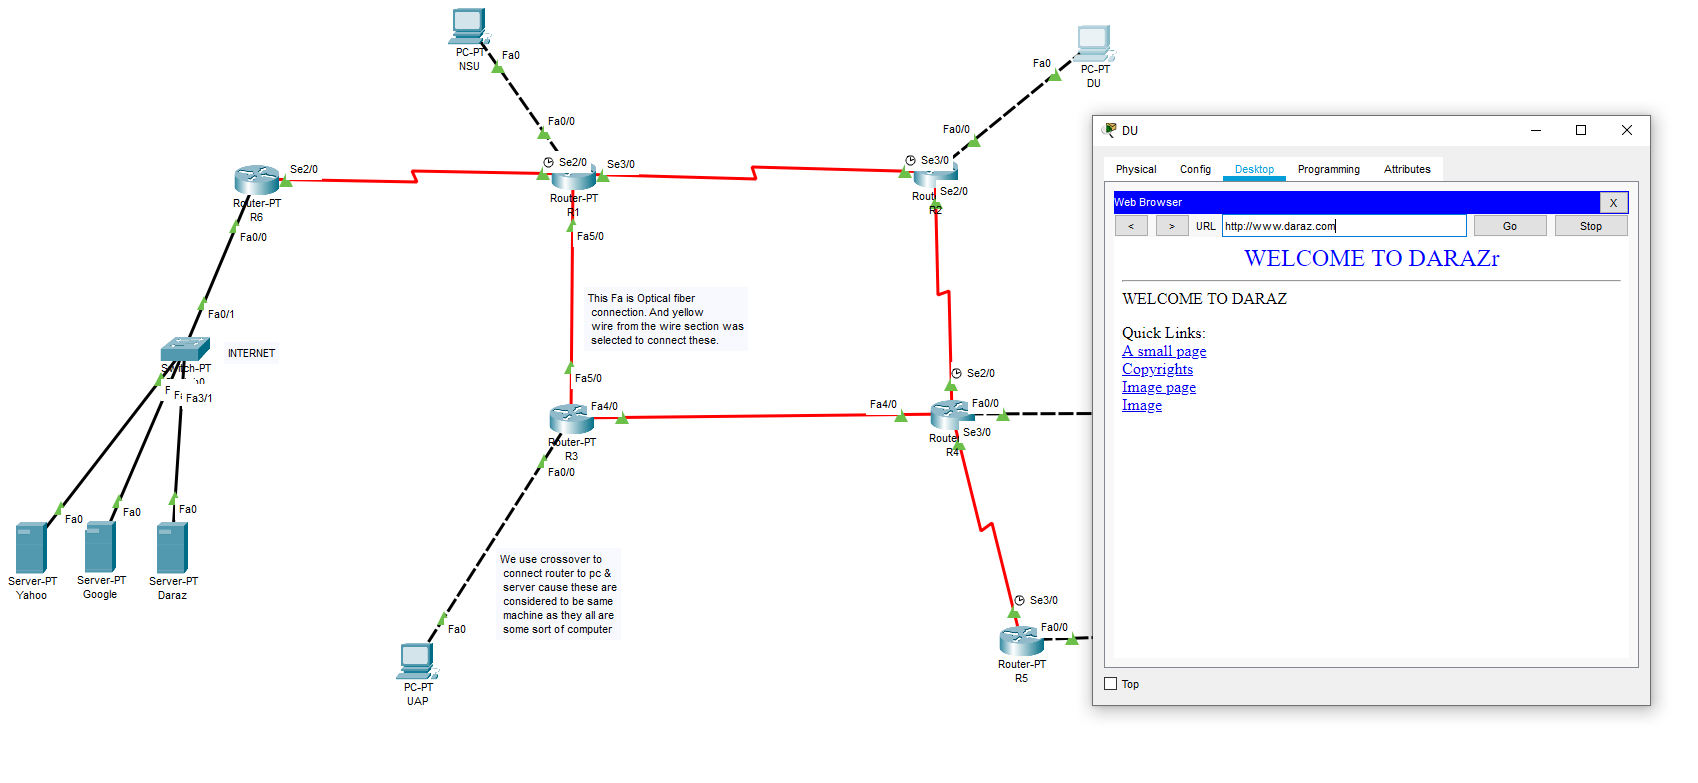 PC-PT
NSU
Fa0
Fa0/0
PC-PT
DU
Fa0
Fa0/0
Se2/0
Router-PT
R6
Fa0/0
Se2/0
Se3/0
Router-PT
R1
Fa5/0
Se3/0
Se2/0
R2
Fa0/1
INTERNET
Fa3/1
This Fa is Optical fiber
connection. And yellow
wire from the wire section was
selected to connect these.
Fa5/0
Fa4/0
Router-PT
R3
Fa0/0
Fa4/0
Se2/0
Fa0/0
Se3/0
R4
Fa0
Fa0
Fa0
Server-PT
Yahoo
Server-PT
Google
Server-PT
Daraz
We use crossover to
connect router to pc &
server cause these are
considered to be same
machine as they all are
some sort of computer
Fa0
PC-PT
UAP
Se3/0
Fa0/0
Router-PT
R5
DU
Physical Config Desktop Programming Attributes
Web Browser X
< > URL http://www.daraz.com Go Stop
WELCOME TO DARAZr
WELCOME TO DARAZ
Quick Links:
A small page
Copyrights
Image page
Image
Top